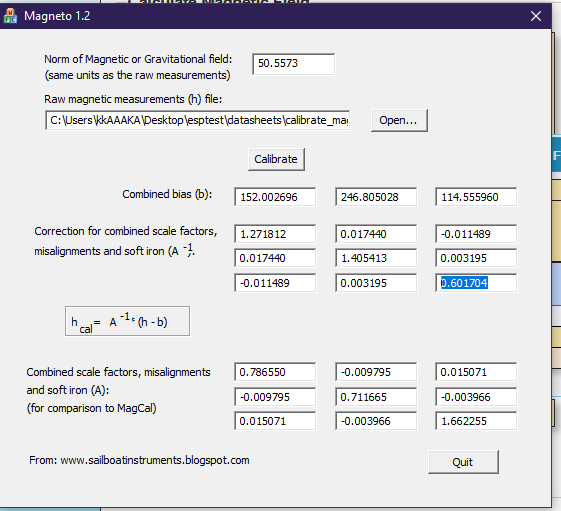 Calculate Magnetic Field
Magneto 1.2
Norm of Magnetic or Gravitational field:
(same units as the raw measurements)
50.5573
Raw magnetic measurements (h) file:
C:\Users\kkAAAKA\Desktop\esptest\datasheets\calibrate_mag
Open...
Calibrate
Combined bias (b):
152.002696 246.805028 114.555960
Correction for combined scale factors,
misalignments and soft iron (A -1):
1.271812 0.017440 -0.011489
0.017440 1.405413 0.003195
-0.011489 0.003195 0.601704
h cal = A -1 * (h - b)
Combined scale factors, misalignments
and soft iron (A):
(for comparison to MagCal)
0.786550 -0.009795 0.015071
-0.009795 0.711665 -0.003966
0.015071 -0.003966 1.662255
From: www.sailboatinstruments.blogspot.com
Quit